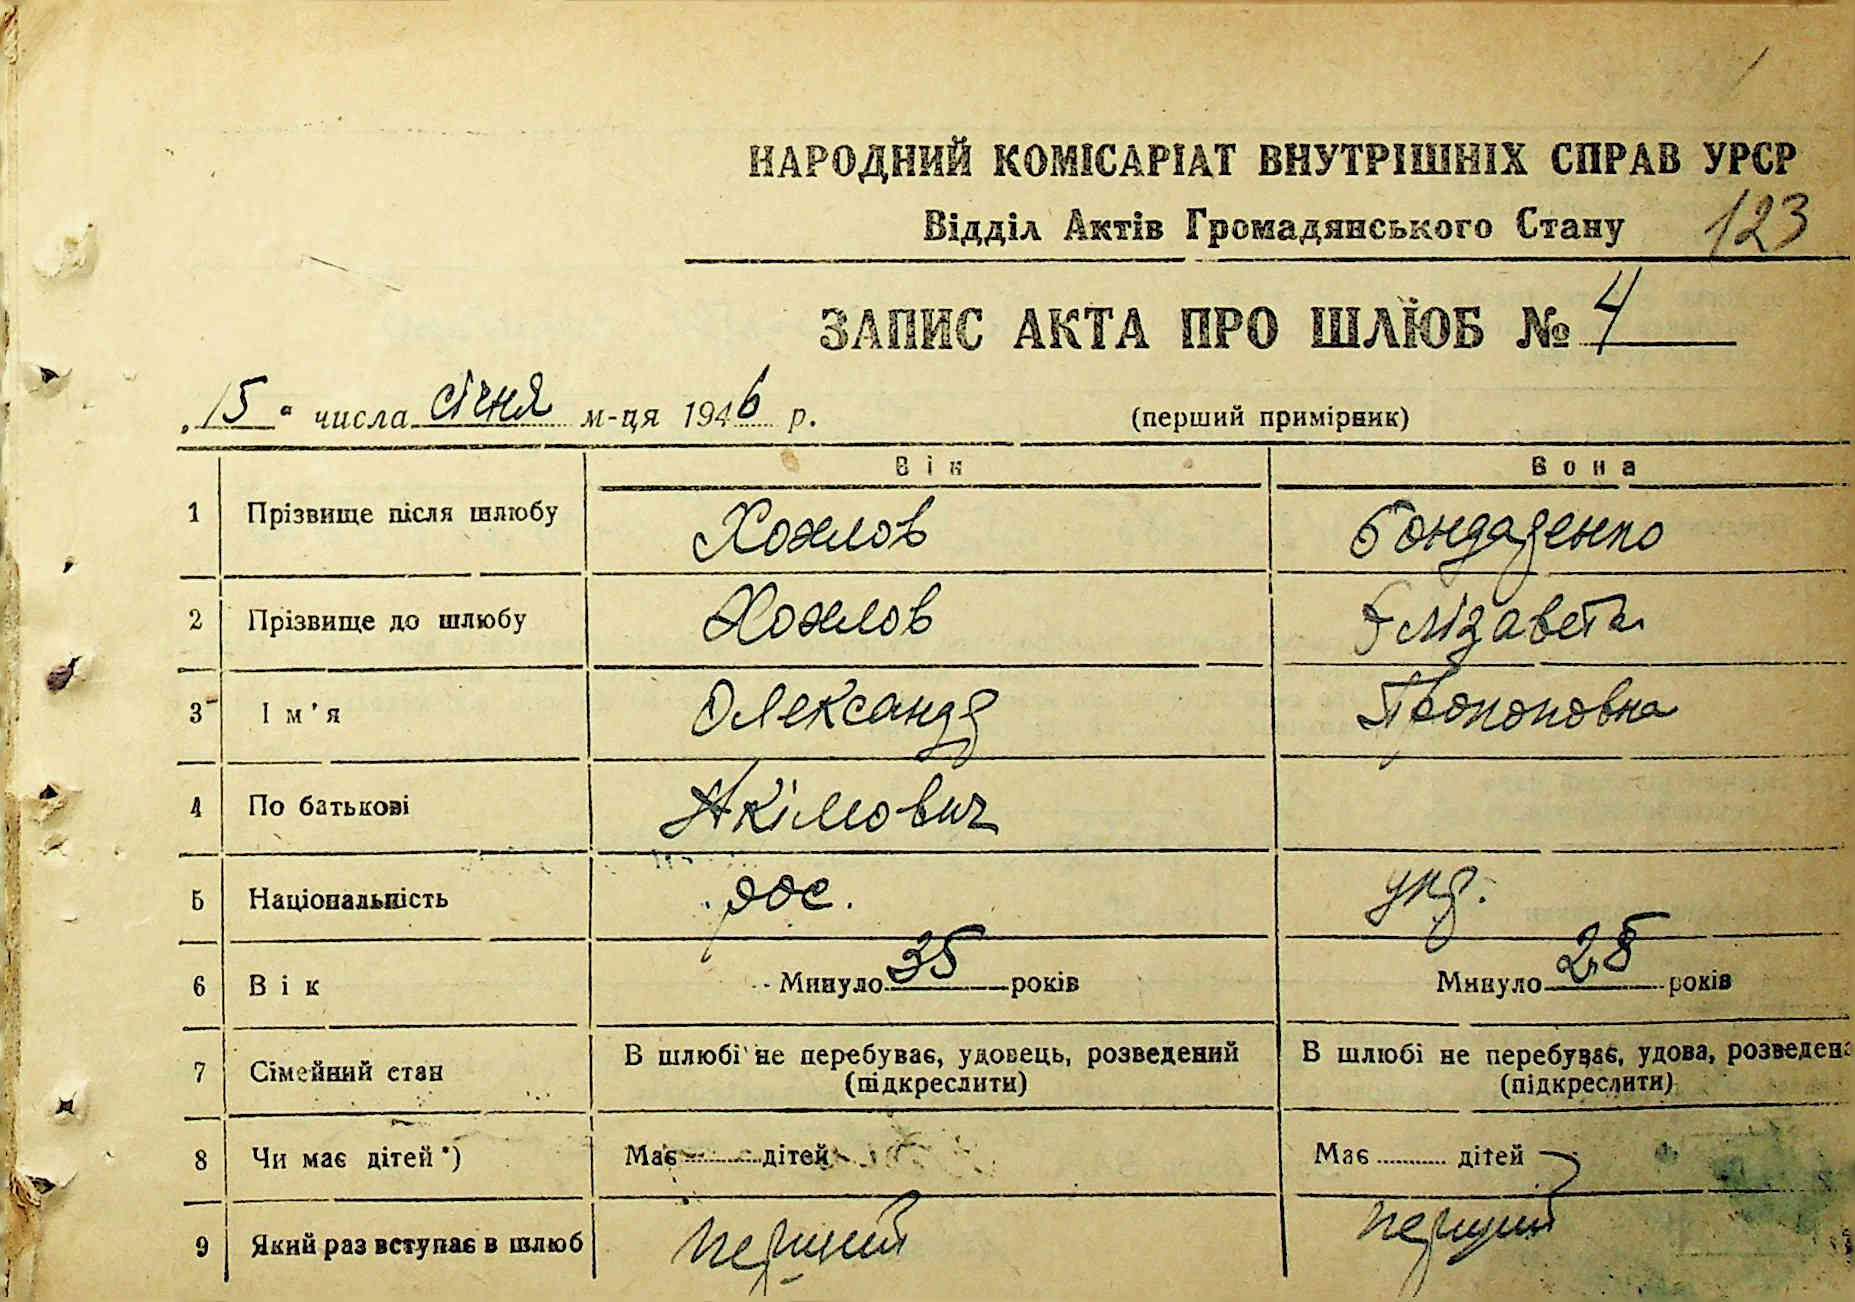 НАРОДНИЙ КОМІСАРІАТ ВНУТРІШНІХ СПРАВ УРСР
Відділ Актів Громадянського Стану 123
ЗАПИС АКТА ПРО ШЛЮБ № 4
„15“ числа січня м-ця 1946 р. (перший примірник)
Він Вона
1 Прізвище після шлюбу Хохлов Бондаренко
2 Прізвище до шлюбу Хохлов Єлізавета
3 Ім'я Олександр Прокоповна
4 По батькові Якімович
5 Національність рос. укр.
6 Вік Минуло 35 років Минуло 28 років
7 Сімейний стан В шлюбі не перебуває, удовець, розведений (підкреслити) В шлюбі не перебуває, удова, розведена (підкреслити)
8 Чи має дітей *) Має дітей Має дітей
9 Який раз вступає в шлюб перший перший